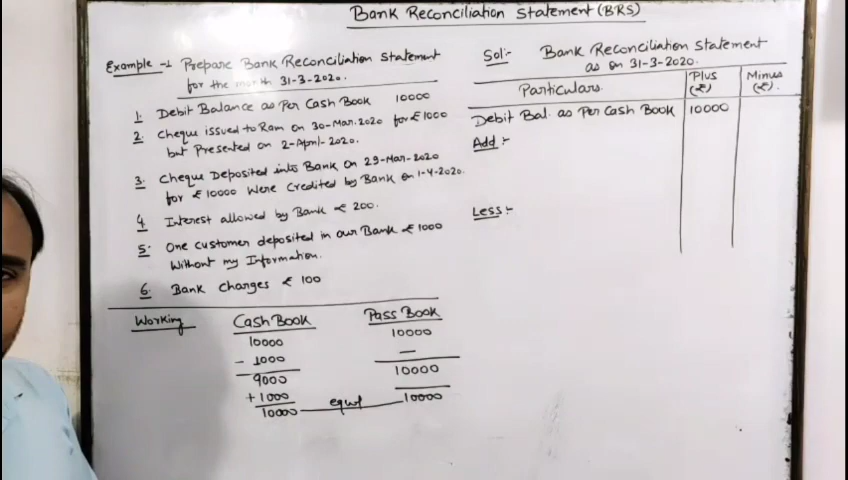 Bank Reconciliation Statement (BRS)
Example -1 Prepare Bank Reconciliation Statement
for the month 31-3-2020.
1. Debit Balance as Per Cash Book 10000
2. Cheque issued to Ram on 30-Mar.2020 for ₹1000
but Presented on 2-April-2020.
3. Cheque Deposited into Bank on 29-Mar-2020
for ₹10000 Were Credited by Bank on 1-4-2020.
4. Interest allowed by Bank ₹ 200.
5. One customer deposited in our Bank ₹1000
Without my Information.
6. Bank charges ₹ 100
Working Cash Book Pass Book
10000 10000
- 1000 —
9000 10000
+ 1000
10000 equal 10000
Sol:- Bank Reconciliation Statement
as on 31-3-2020.
Particulars Plus (₹) Minus (₹).
Debit Bal. as Per Cash Book 10000
Add :-
Less :-